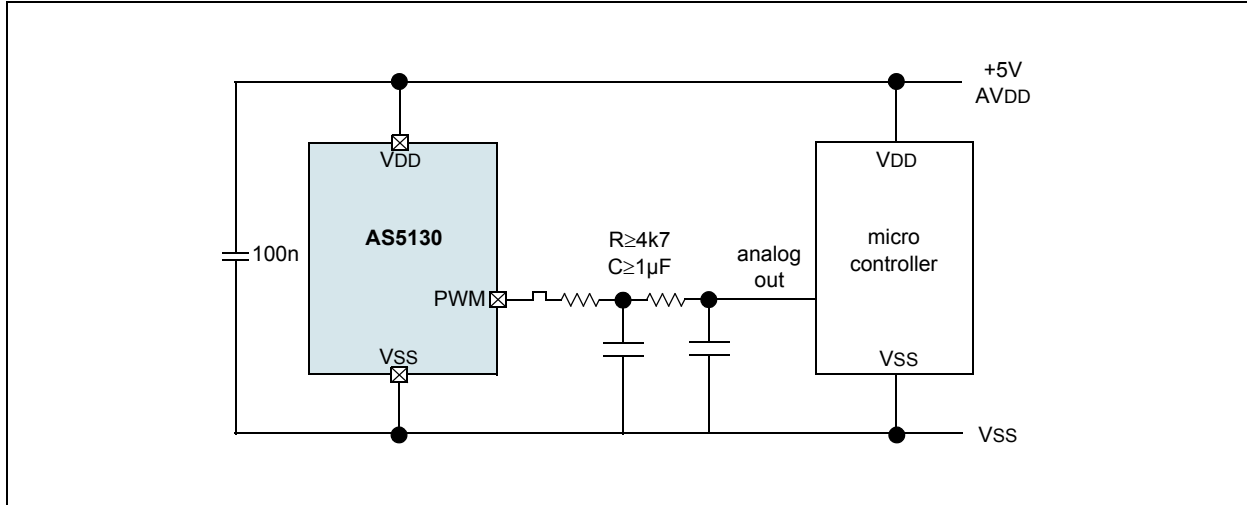 +5V
AVDD
VDD
VDD
AS5130
100n
R≥4k7
C≥1µF
analog
out
micro
controller
PWM
VSS
VSS
VSS